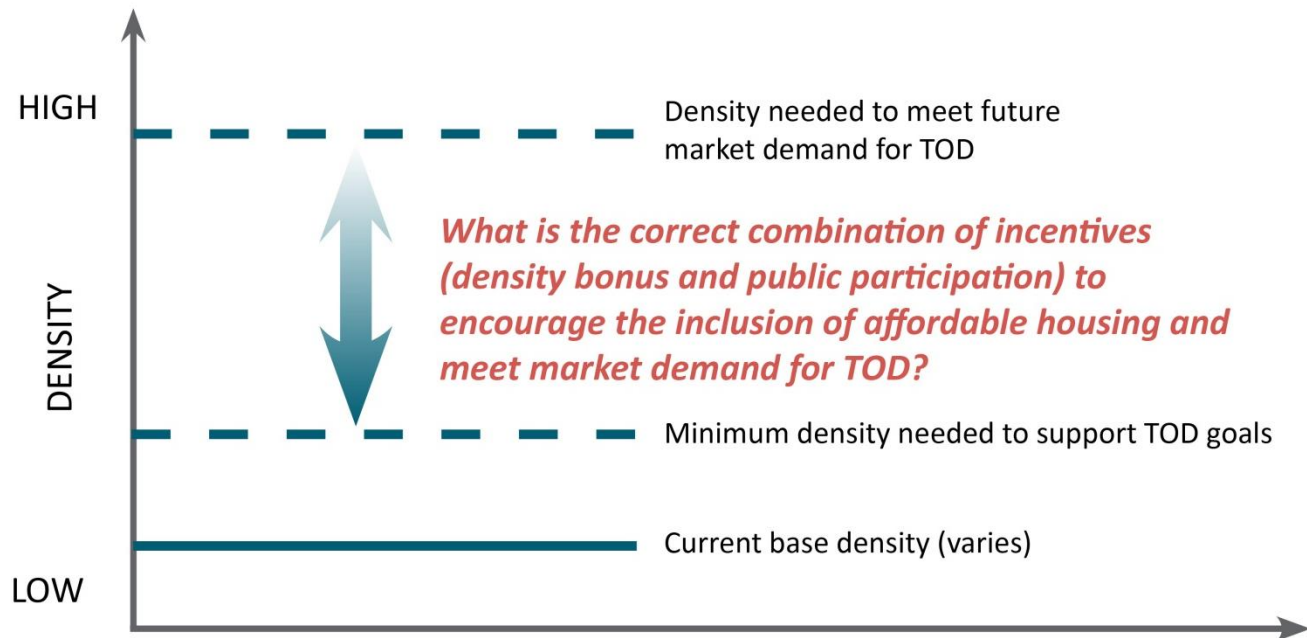 HIGH
Density needed to meet future
market demand for TOD
What is the correct combination of incentives
(density bonus and public participation) to
encourage the inclusion of affordable housing and
meet market demand for TOD?
DENSITY
Minimum density needed to support TOD goals
Current base density (varies)
LOW